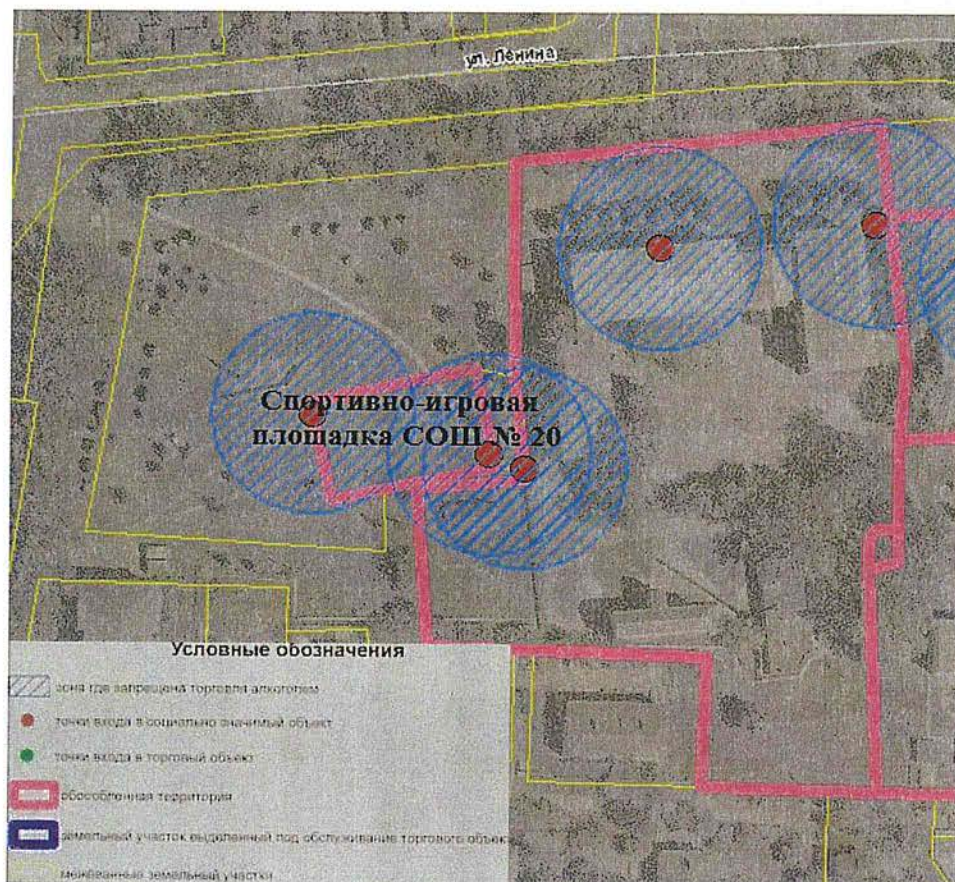 ул. Ленина
Спортивно-игровая
площадка СОШ № 20
Условные обозначения
зона где запрещена торговля алкоголем
точки входа в социально значимый объект
точки входа в торговый объект
обособленная территория
земельный участок выделенный под обслуживание торгового объекта
межеванные земельный участки